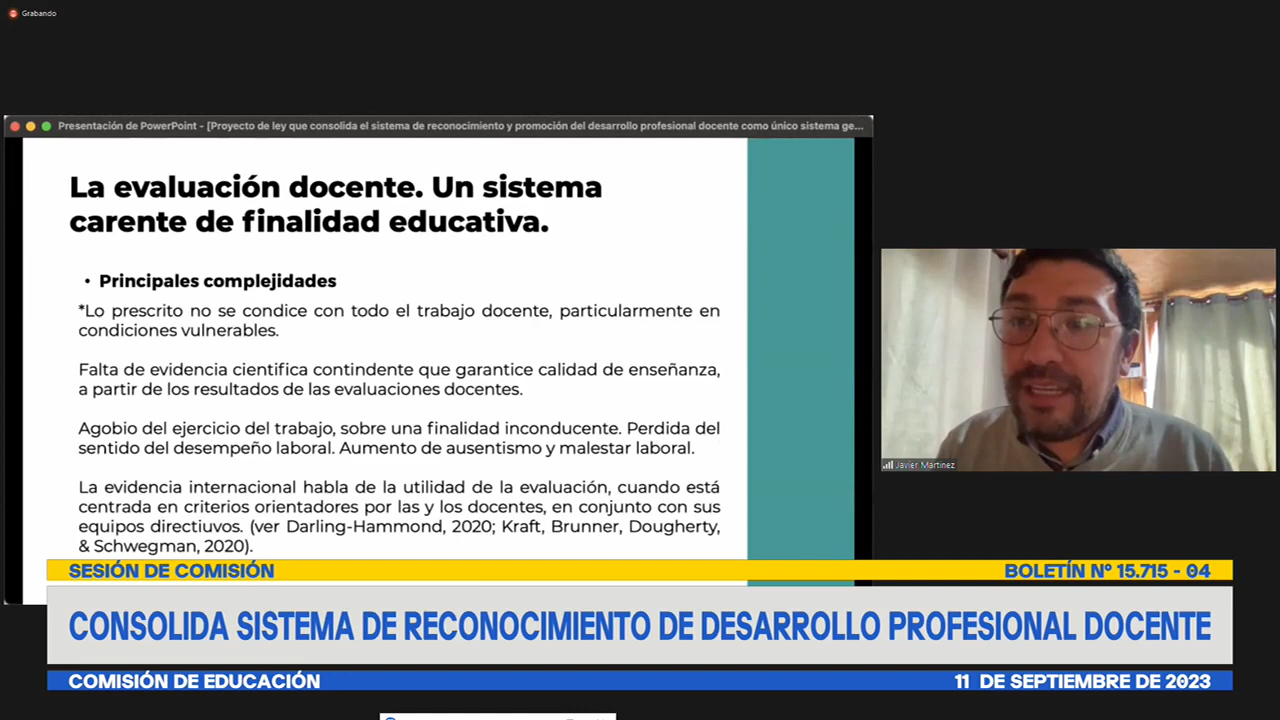 Grabando
Presentación de PowerPoint - [Proyecto de ley que consolida el sistema de reconocimiento y promoción del desarrollo profesional docente como único sistema ge...
La evaluación docente. Un sistema
carente de finalidad educativa.
• Principales complejidades
*Lo prescrito no se condice con todo el trabajo docente, particularmente en
condiciones vulnerables.
Falta de evidencia cientifica contindente que garantice calidad de enseñanza,
a partir de los resultados de las evaluaciones docentes.
Agobio del ejercicio del trabajo, sobre una finalidad inconducente. Perdida del
sentido del desempeño laboral. Aumento de ausentismo y malestar laboral.
La evidencia internacional habla de la utilidad de la evaluación, cuando está
centrada en criterios orientadores por las y los docentes, en conjunto con sus
equipos directiuvos. (ver Darling-Hammond, 2020; Kraft, Brunner, Dougherty,
& Schwegman, 2020).
Javier Martinez
SESIÓN DE COMISIÓN
BOLETÍN N° 15.715 - 04
CONSOLIDA SISTEMA DE RECONOCIMIENTO DE DESARROLLO PROFESIONAL DOCENTE
COMISIÓN DE EDUCACIÓN
11 DE SEPTIEMBRE DE 2023